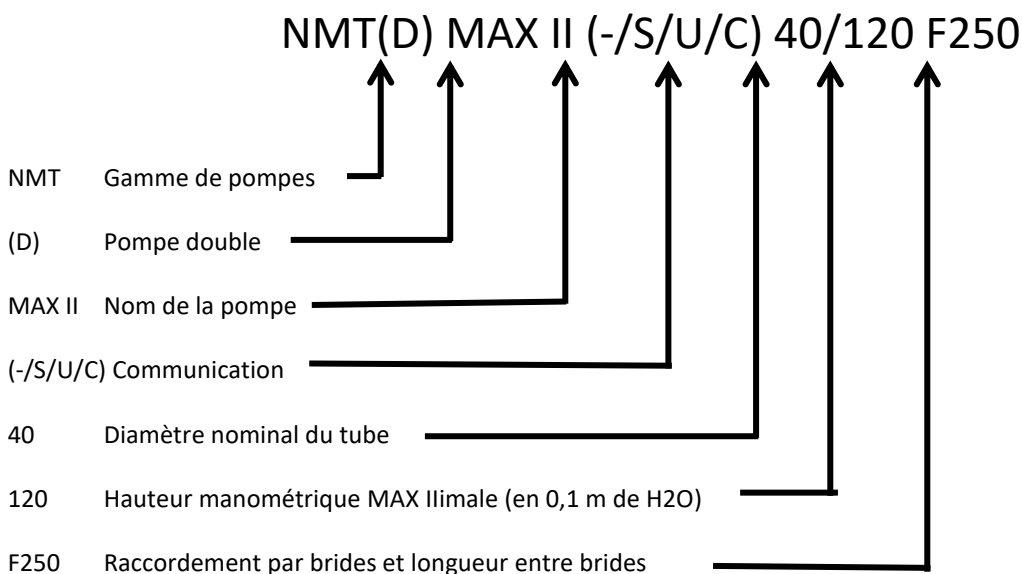 NMT(D) MAX II (-/S/U/C) 40/120 F250
NMT Gamme de pompes
(D) Pompe double
MAX II Nom de la pompe
(-/S/U/C) Communication
40 Diamètre nominal du tube
120 Hauteur manométrique MAX IIimale (en 0,1 m de H2O)
F250 Raccordement par brides et longueur entre brides